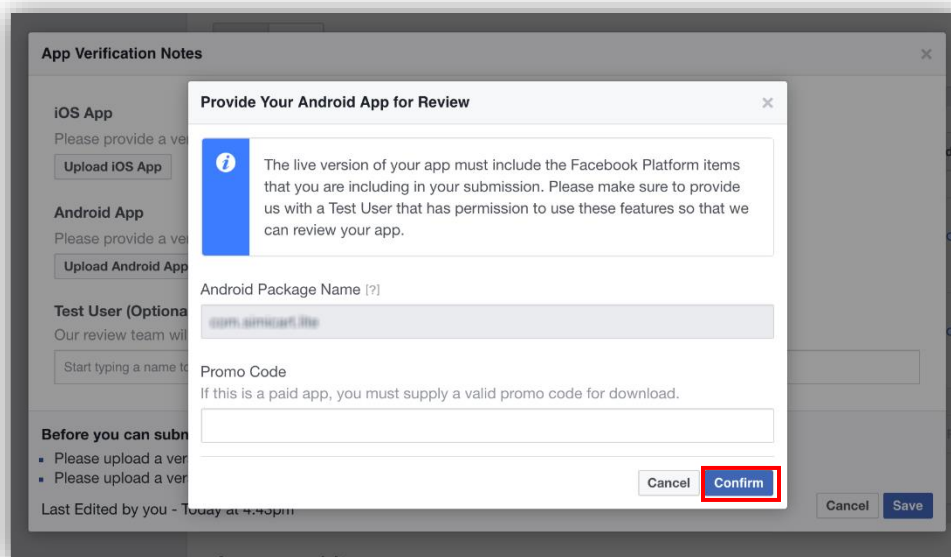 App Verification Notes
iOS App
Please provide a ve
Upload iOS App
Android App
Please provide a ve
Upload Android App
Test User (Optiona
Our review team wil
Start typing a name to
Before you can subn
Please upload a ver
Please upload a ver
Last Edited by you - Today at 4:43pm
Cancel Save
Provide Your Android App for Review
The live version of your app must include the Facebook Platform items
that you are including in your submission. Please make sure to provide
us with a Test User that has permission to use these features so that we
can review your app.
Android Package Name [?]
com.simicart.lite
Promo Code
If this is a paid app, you must supply a valid promo code for download.
Cancel Confirm